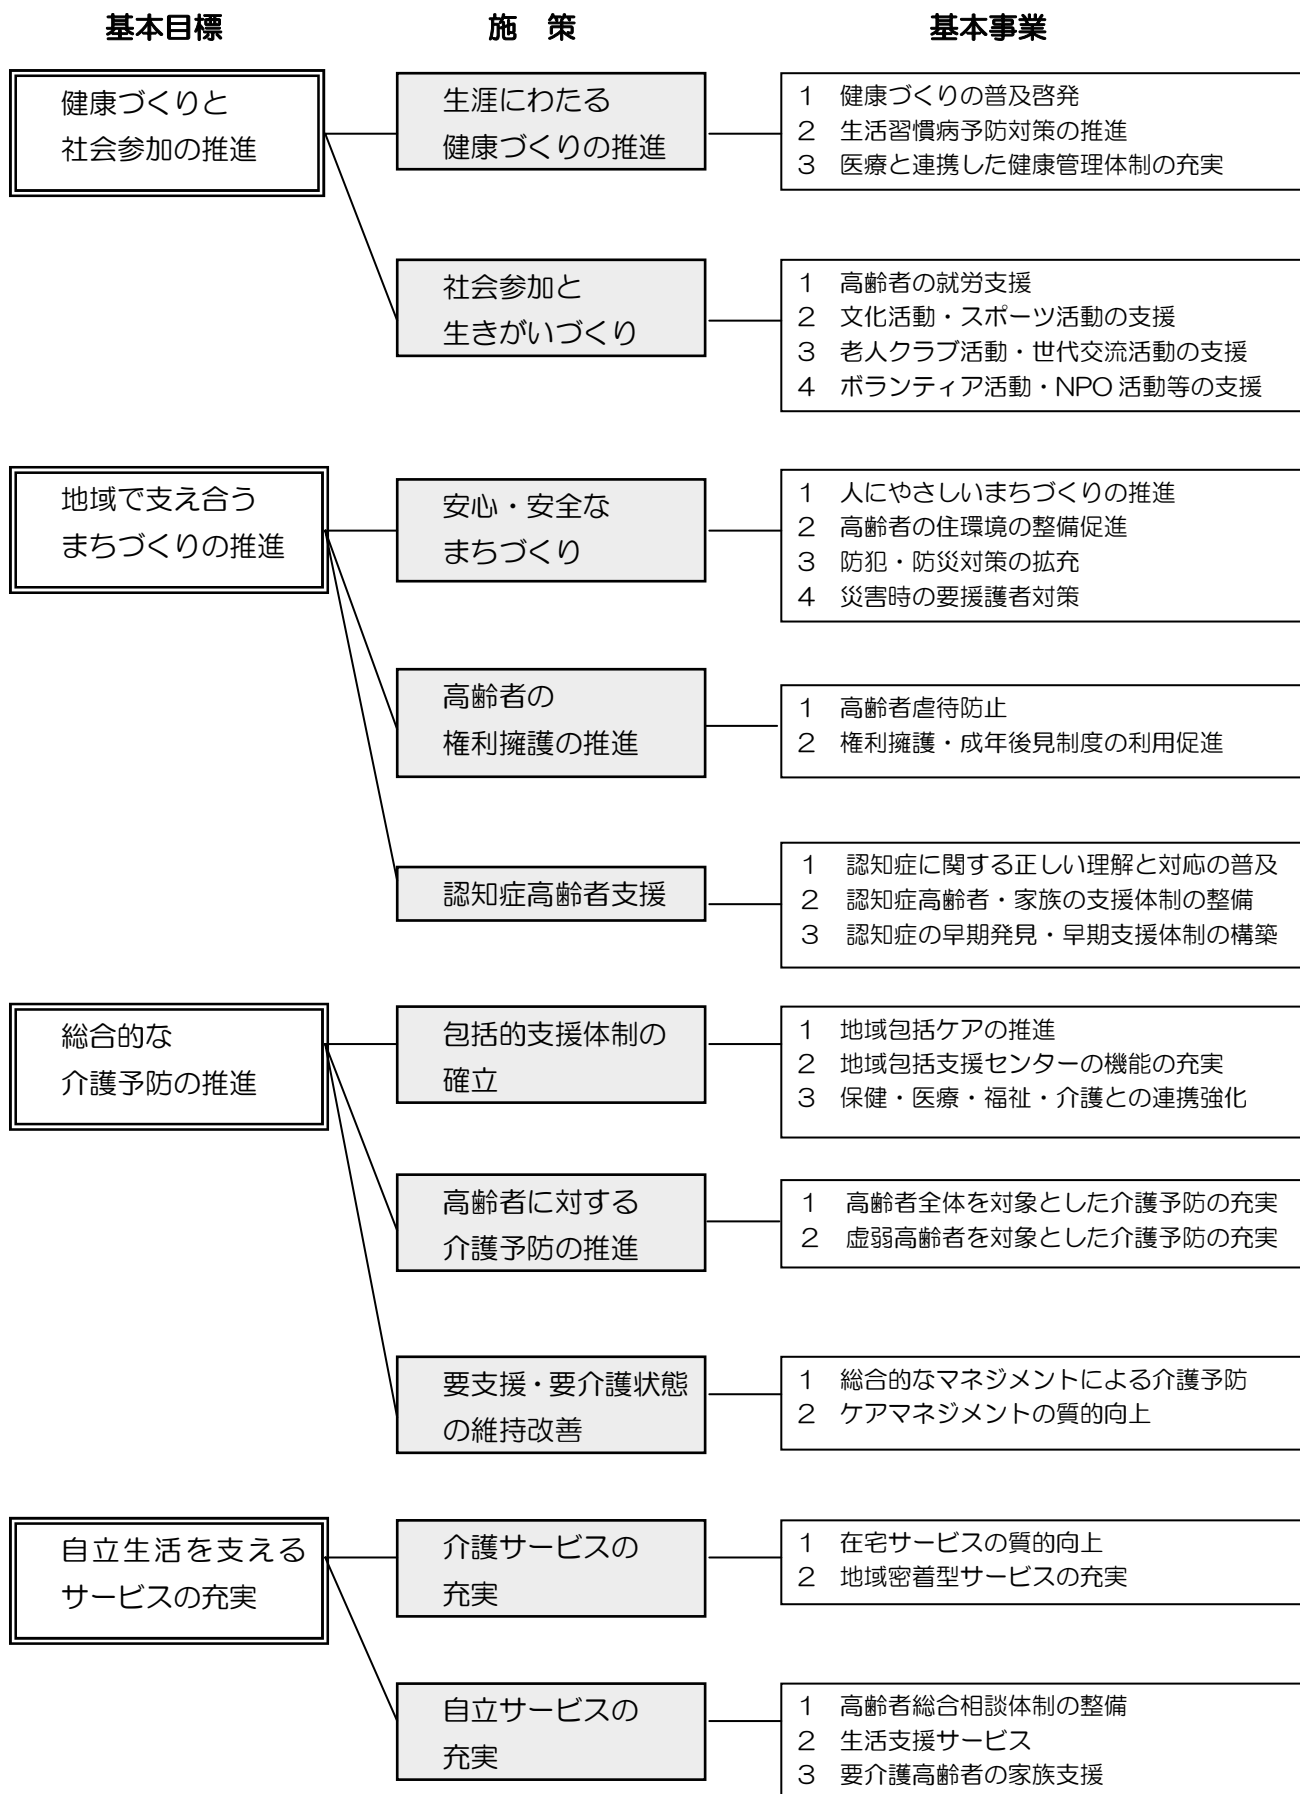 基本目標
施　策
基本事業
健康づくりと
社会参加の推進
生涯にわたる
健康づくりの推進
1　健康づくりの普及啓発
2　生活習慣病予防対策の推進
3　医療と連携した健康管理体制の充実
社会参加と
生きがいづくり
1　高齢者の就労支援
2　文化活動・スポーツ活動の支援
3　老人クラブ活動・世代交流活動の支援
4　ボランティア活動・NPO 活動等の支援
地域で支え合う
まちづくりの推進
安心・安全な
まちづくり
1　人にやさしいまちづくりの推進
2　高齢者の住環境の整備促進
3　防犯・防災対策の拡充
4　災害時の要援護者対策
高齢者の
権利擁護の推進
1　高齢者虐待防止
2　権利擁護・成年後見制度の利用促進
認知症高齢者支援
1　認知症に関する正しい理解と対応の普及
2　認知症高齢者・家族の支援体制の整備
3　認知症の早期発見・早期支援体制の構築
総合的な
介護予防の推進
包括的支援体制の
確立
1　地域包括ケアの推進
2　地域包括支援センターの機能の充実
3　保健・医療・福祉・介護との連携強化
高齢者に対する
介護予防の推進
1　高齢者全体を対象とした介護予防の充実
2　虚弱高齢者を対象とした介護予防の充実
要支援・要介護状態
の維持改善
1　総合的なマネジメントによる介護予防
2　ケアマネジメントの質的向上
自立生活を支える
サービスの充実
介護サービスの
充実
1　在宅サービスの質的向上
2　地域密着型サービスの充実
自立サービスの
充実
1　高齢者総合相談体制の整備
2　生活支援サービス
3　要介護高齢者の家族支援